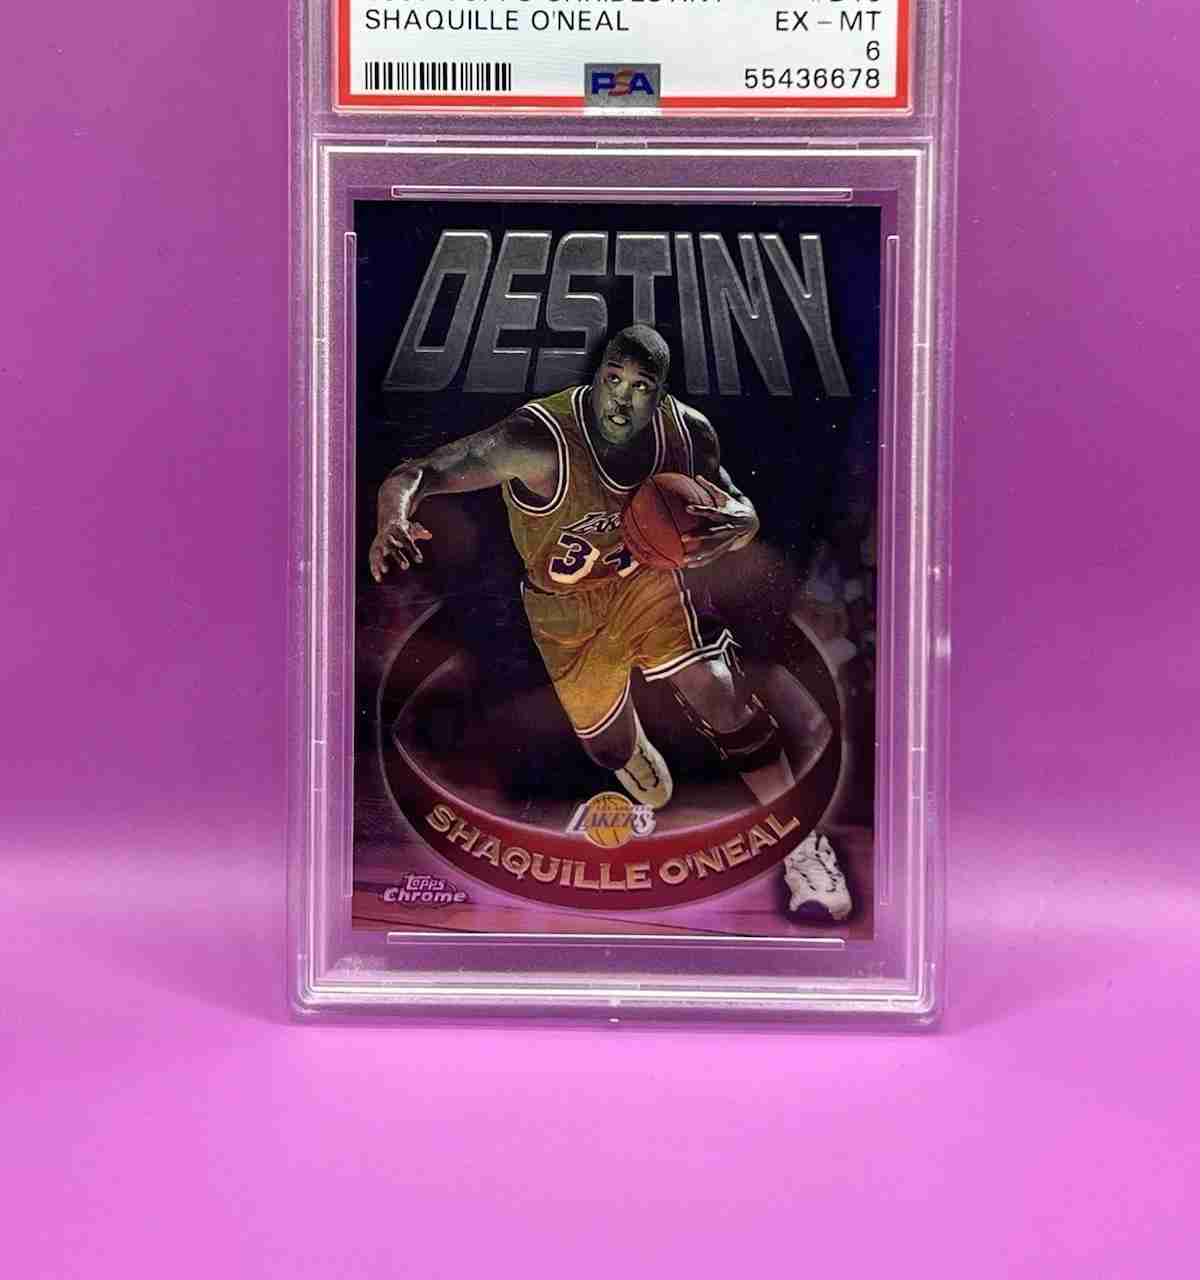 SHAQUILLE O'NEAL
EX – MT
6
PSA
55436678
DESTINY
LAKERS
34
LOS ANGELES
LAKERS
SHAQUILLE O'NEAL
TOPPS
Chrome